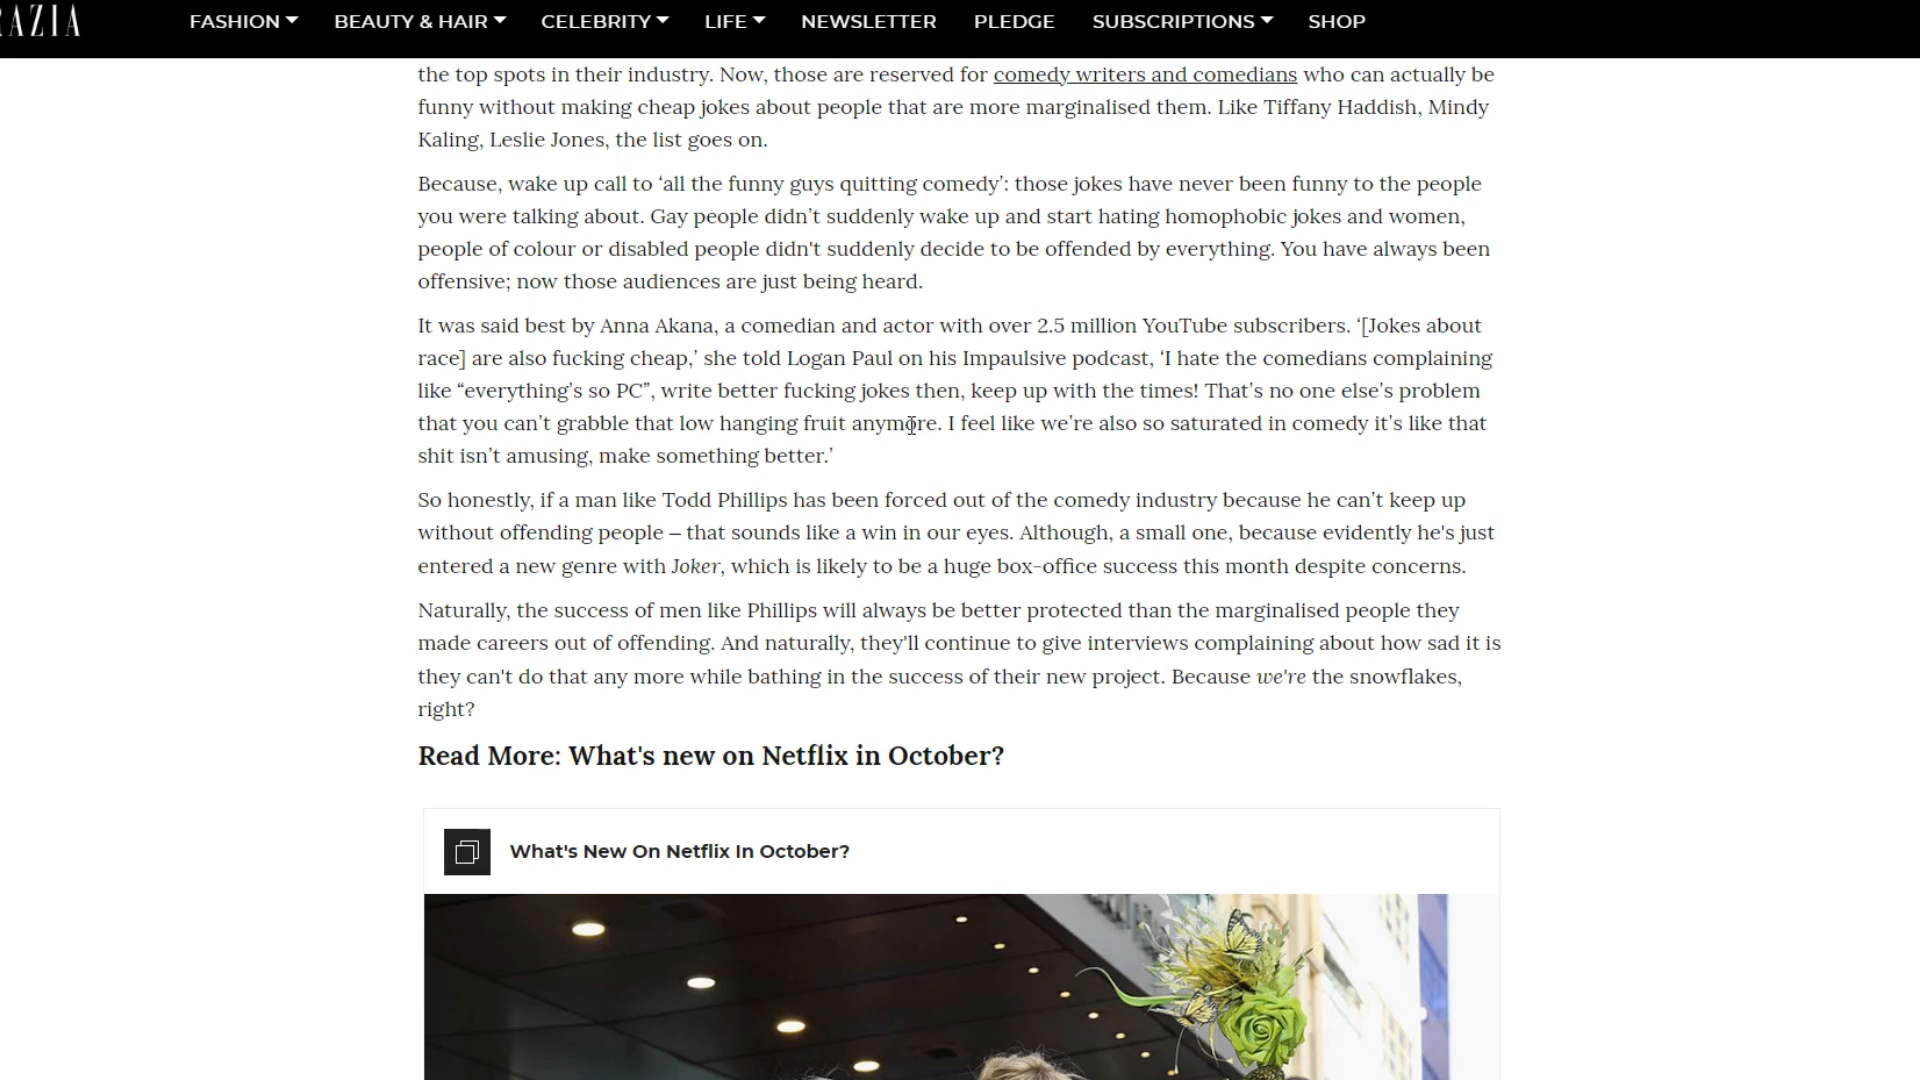 AZIA
FASHION BEAUTY & HAIR CELEBRITY LIFE NEWSLETTER PLEDGE SUBSCRIPTIONS SHOP
the top spots in their industry. Now, those are reserved for comedy writers and comedians who can actually be
funny without making cheap jokes about people that are more marginalised them. Like Tiffany Haddish, Mindy
Kaling, Leslie Jones, the list goes on.
Because, wake up call to ‘all the funny guys quitting comedy’: those jokes have never been funny to the people
you were talking about. Gay people didn’t suddenly wake up and start hating homophobic jokes and women,
people of colour or disabled people didn't suddenly decide to be offended by everything. You have always been
offensive; now those audiences are just being heard.
It was said best by Anna Akana, a comedian and actor with over 2.5 million YouTube subscribers. ‘[Jokes about
race] are also fucking cheap,’ she told Logan Paul on his Impaulsive podcast, ‘I hate the comedians complaining
like “everything’s so PC”, write better fucking jokes then, keep up with the times! That’s no one else’s problem
that you can’t grabble that low hanging fruit anymore. I feel like we’re also so saturated in comedy it’s like that
shit isn’t amusing, make something better.’
So honestly, if a man like Todd Phillips has been forced out of the comedy industry because he can’t keep up
without offending people – that sounds like a win in our eyes. Although, a small one, because evidently he's just
entered a new genre with Joker, which is likely to be a huge box-office success this month despite concerns.
Naturally, the success of men like Phillips will always be better protected than the marginalised people they
made careers out of offending. And naturally, they'll continue to give interviews complaining about how sad it is
they can't do that any more while bathing in the success of their new project. Because we're the snowflakes,
right?
Read More: What's new on Netflix in October?
What's New On Netflix In October?